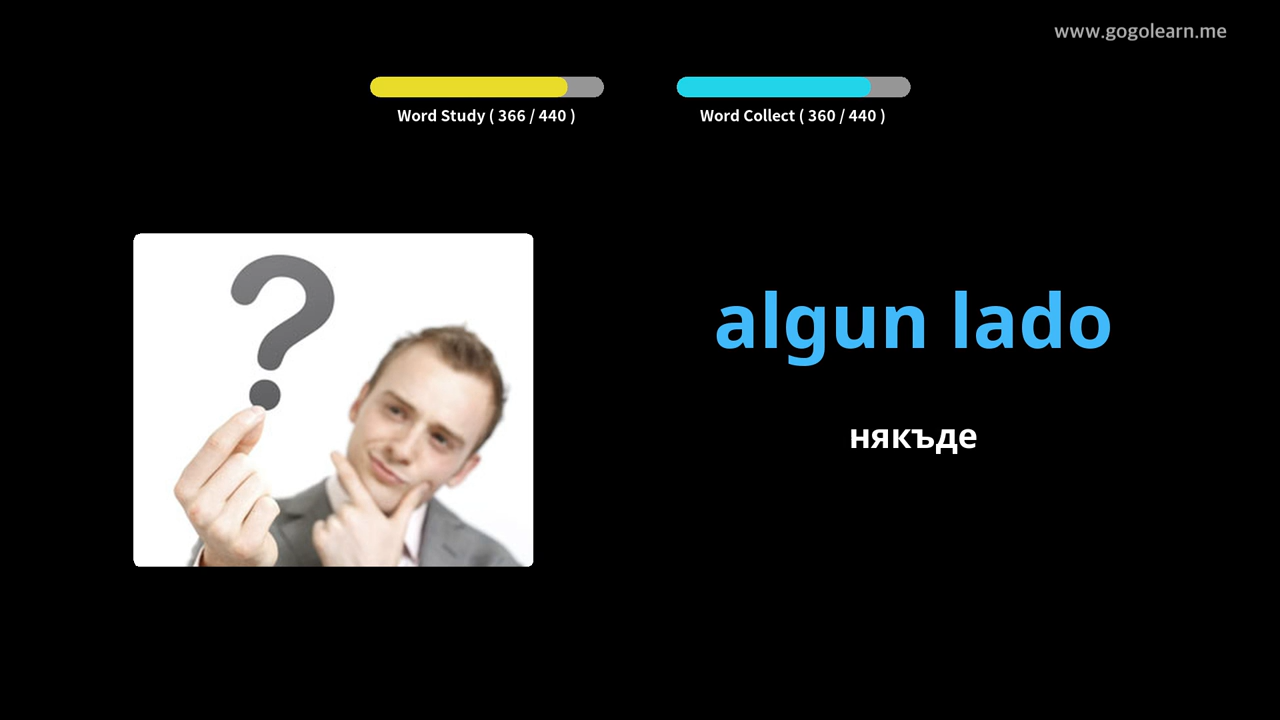 www.gogolearn.me
Word Study ( 366 / 440 )
Word Collect ( 360 / 440 )
?
algun lado
някъде